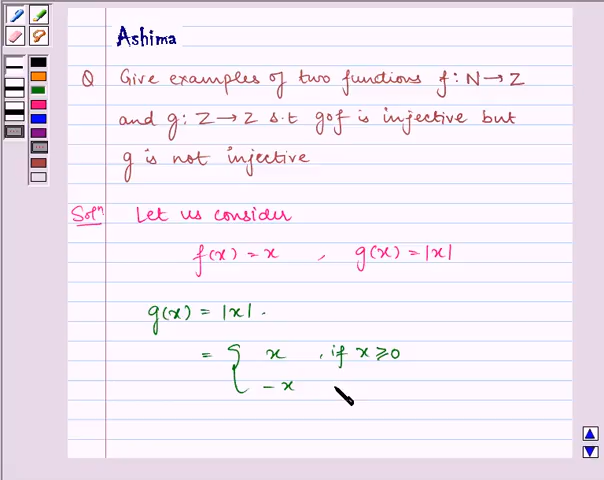 Ashima
Q Give examples of two functions f: N → Z
and g: Z → Z s.t gof is injective but
g is not injective
Solⁿ Let us consider
f(x) = x , g(x) = |x|
g(x) = |x| .
= { x , if x ≥ 0
- x